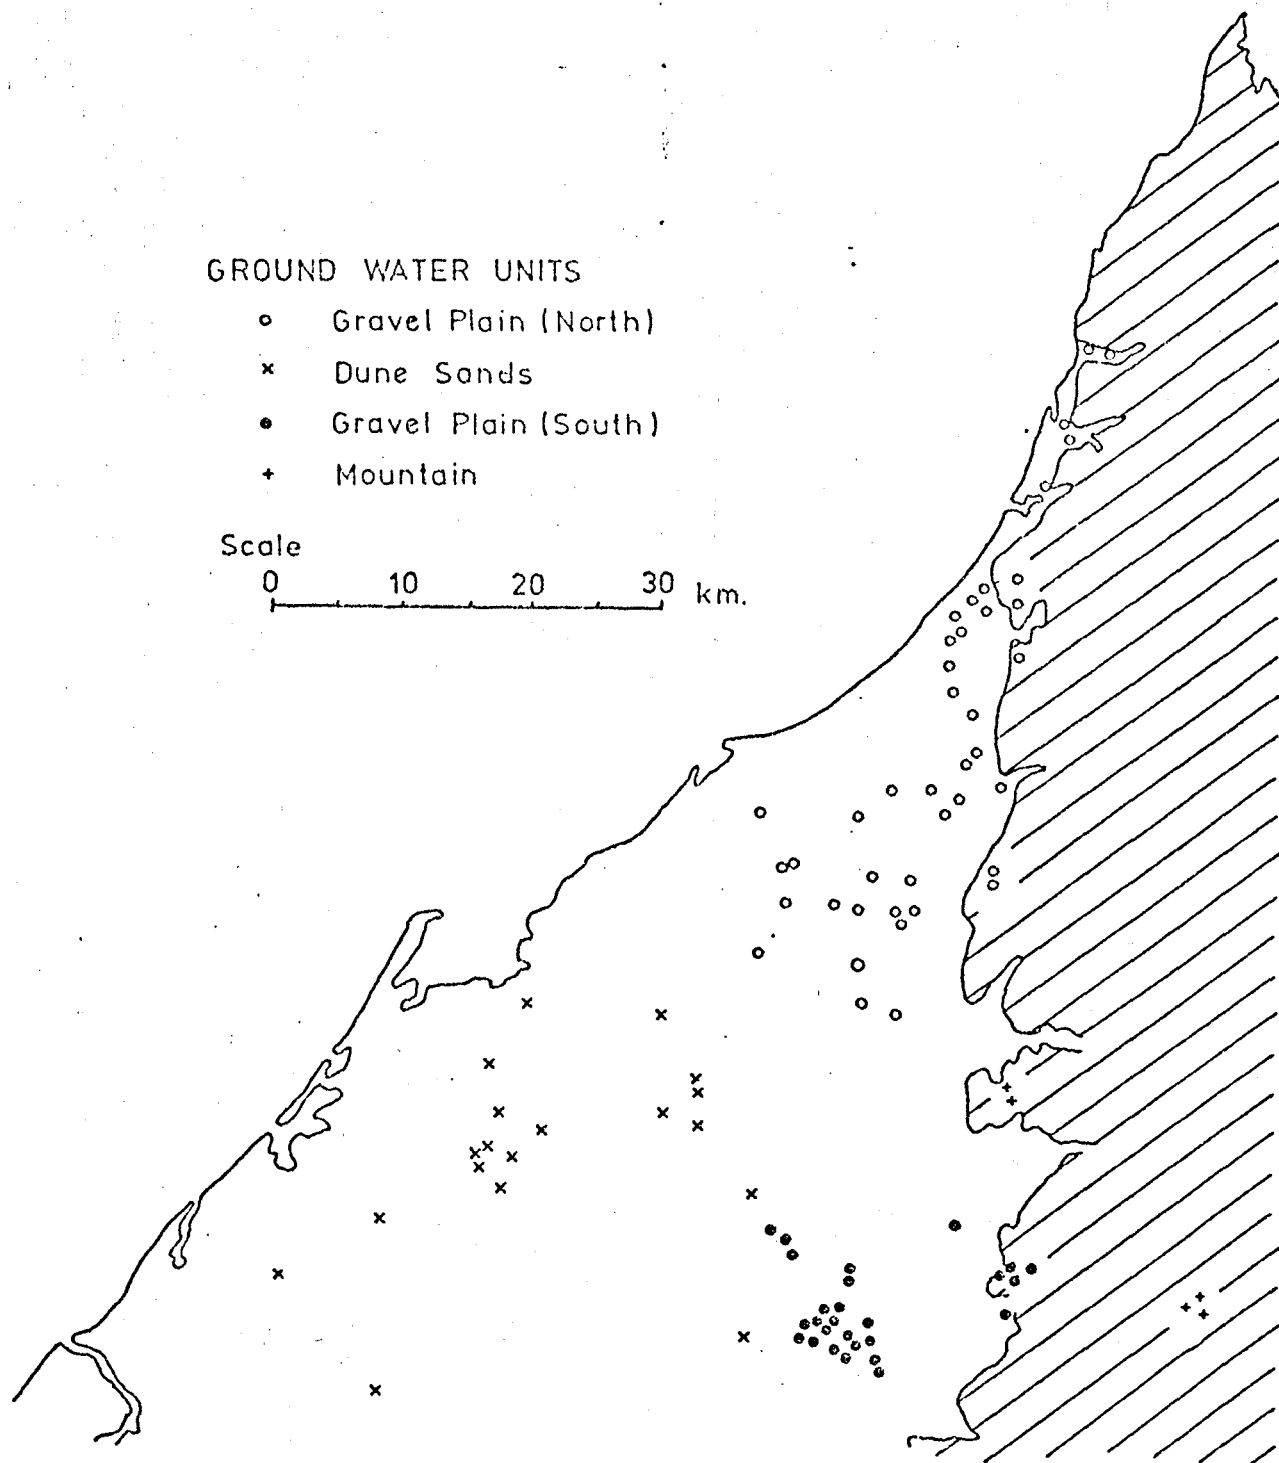 GROUND WATER UNITS
Gravel Plain (North)
Dune Sands
Gravel Plain (South)
Mountain
Scale
0 10 20 30 km.